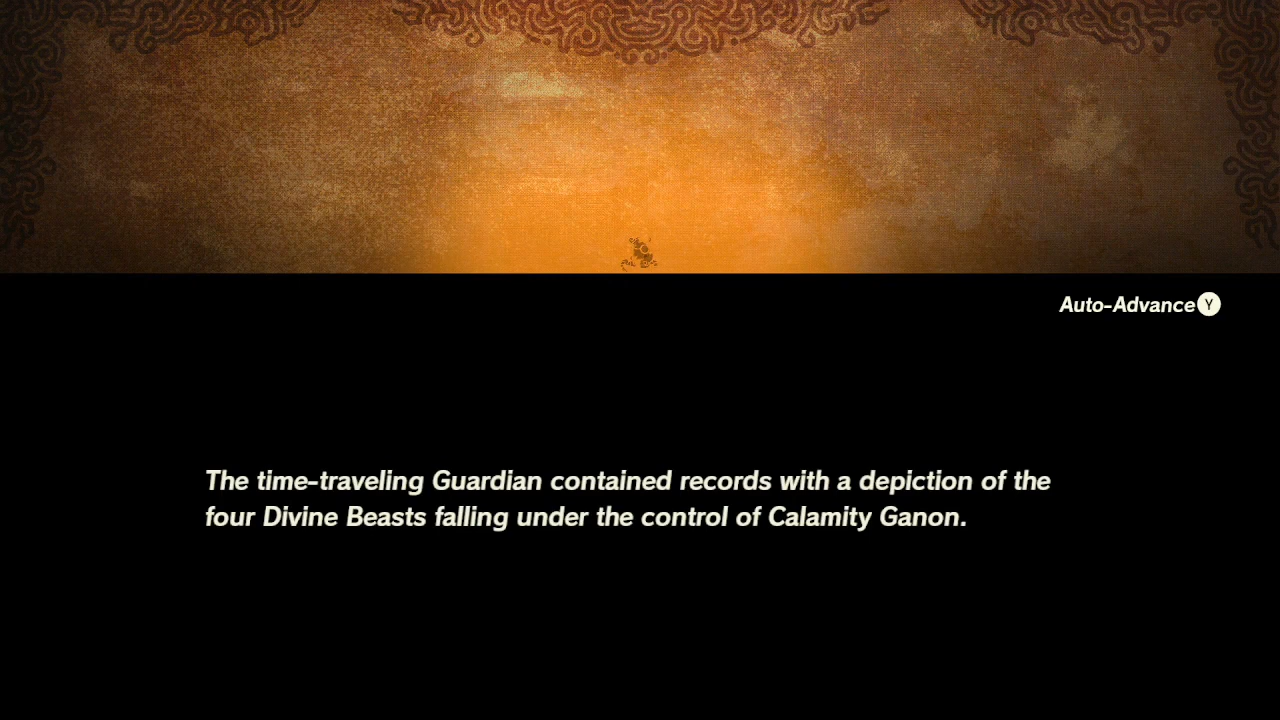 Auto-Advance Y
The time-traveling Guardian contained records with a depiction of the
four Divine Beasts falling under the control of Calamity Ganon.